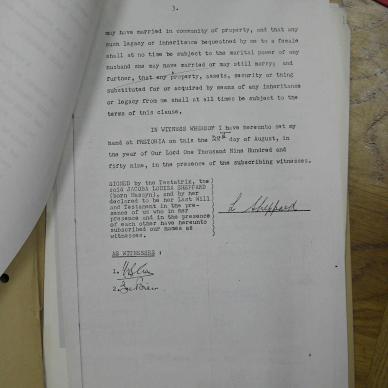 3.
may have married in community of property, and that any
such legacy or inheritance bequeathed by me to a female
shall at no time be subject to the marital power of any
husband she may have married or may still marry; and
further, that any property, assets, security or thing
substituted for or acquired by means of any inheritance
or legacy from me shall at all times be subject to the
terms of this clause.
IN WITNESS WHEREOF I have hereunto set my
hand at PRETORIA on this the 28th day of August, in
the year of Our Lord One Thousand Nine Hundred and
fifty nine, in the presence of the subscribing witnesses.
SIGNED by the Testatrix, the
said JACOBA LOUIZA SHEPPARD
(born Rasyn), and by her
declared to be her Last Will
and Testament in the pre-
sence of us who in her
presence and in the presence
of each other have hereunto
subscribed our names as
witnesses.
L Sheppard
AS WITNESSES :
1.
2.